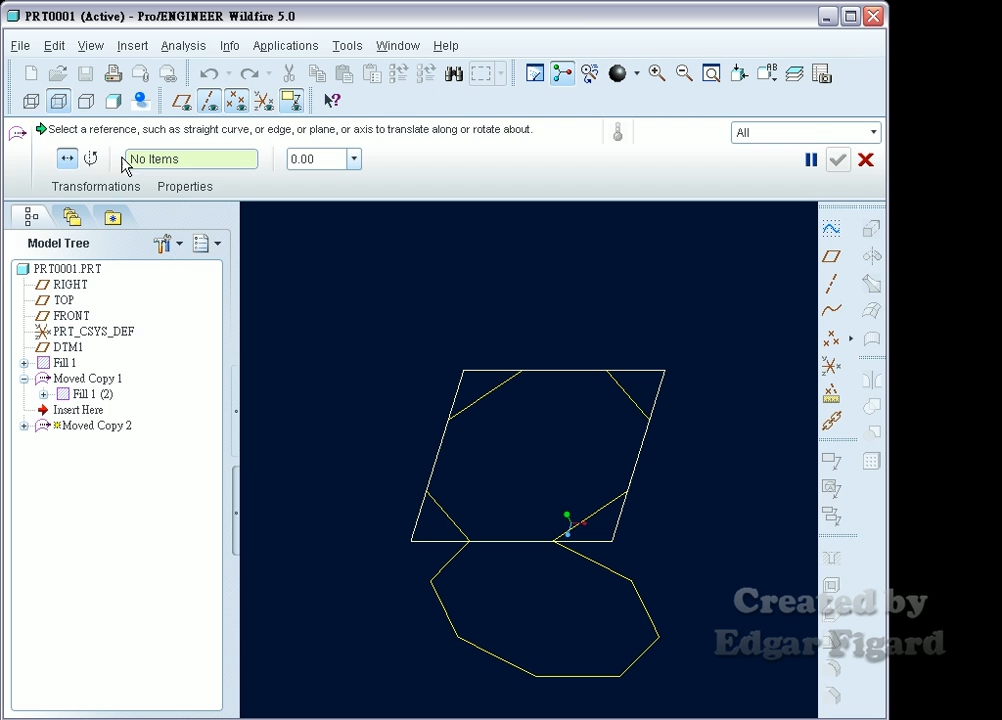 PRT0001 (Active) - Pro/ENGINEER Wildfire 5.0
File Edit View Insert Analysis Info Applications Tools Window Help
Select a reference, such as straight curve, or edge, or plane, or axis to translate along or rotate about.
All
No Items
0.00
Transformations Properties
Model Tree
PRT0001.PRT
RIGHT
TOP
FRONT
PRT_CSYS_DEF
DTM1
Fill 1
Moved Copy 1
Fill 1 (2)
Insert Here
Moved Copy 2
Created by
Edgar Figard